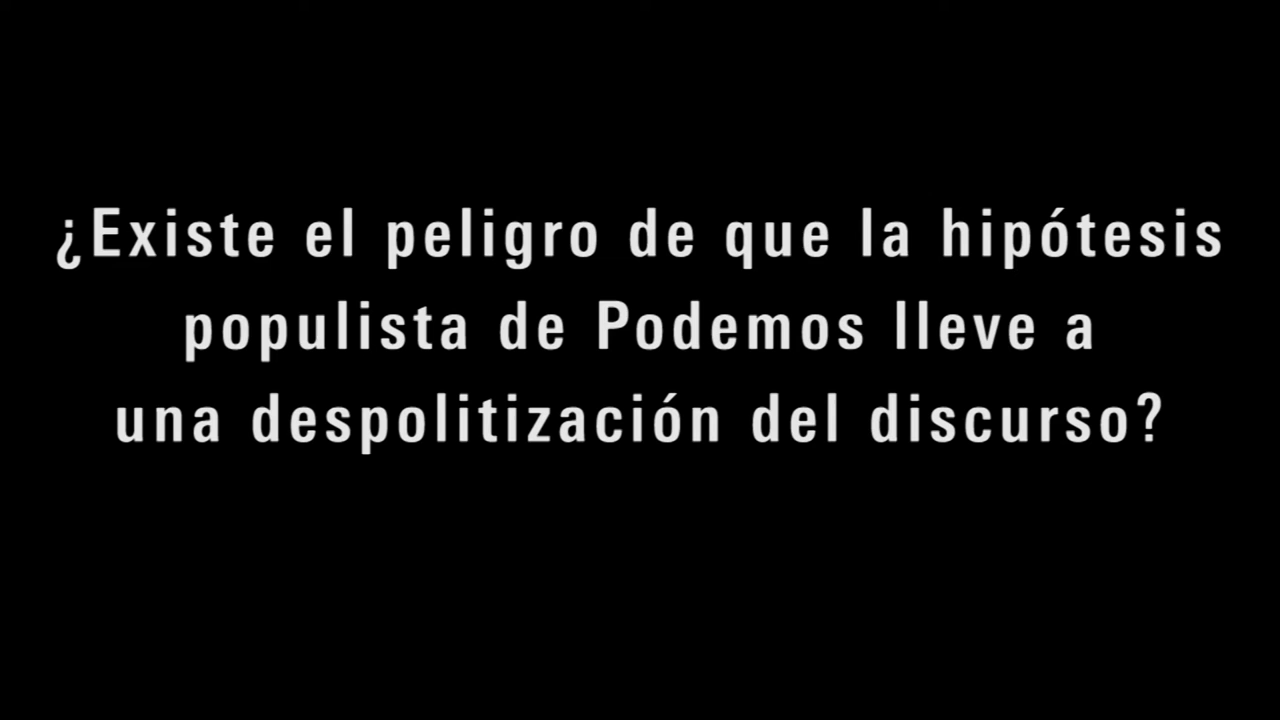 ¿Existe el peligro de que la hipótesis
populista de Podemos lleve a
una despolitización del discurso?